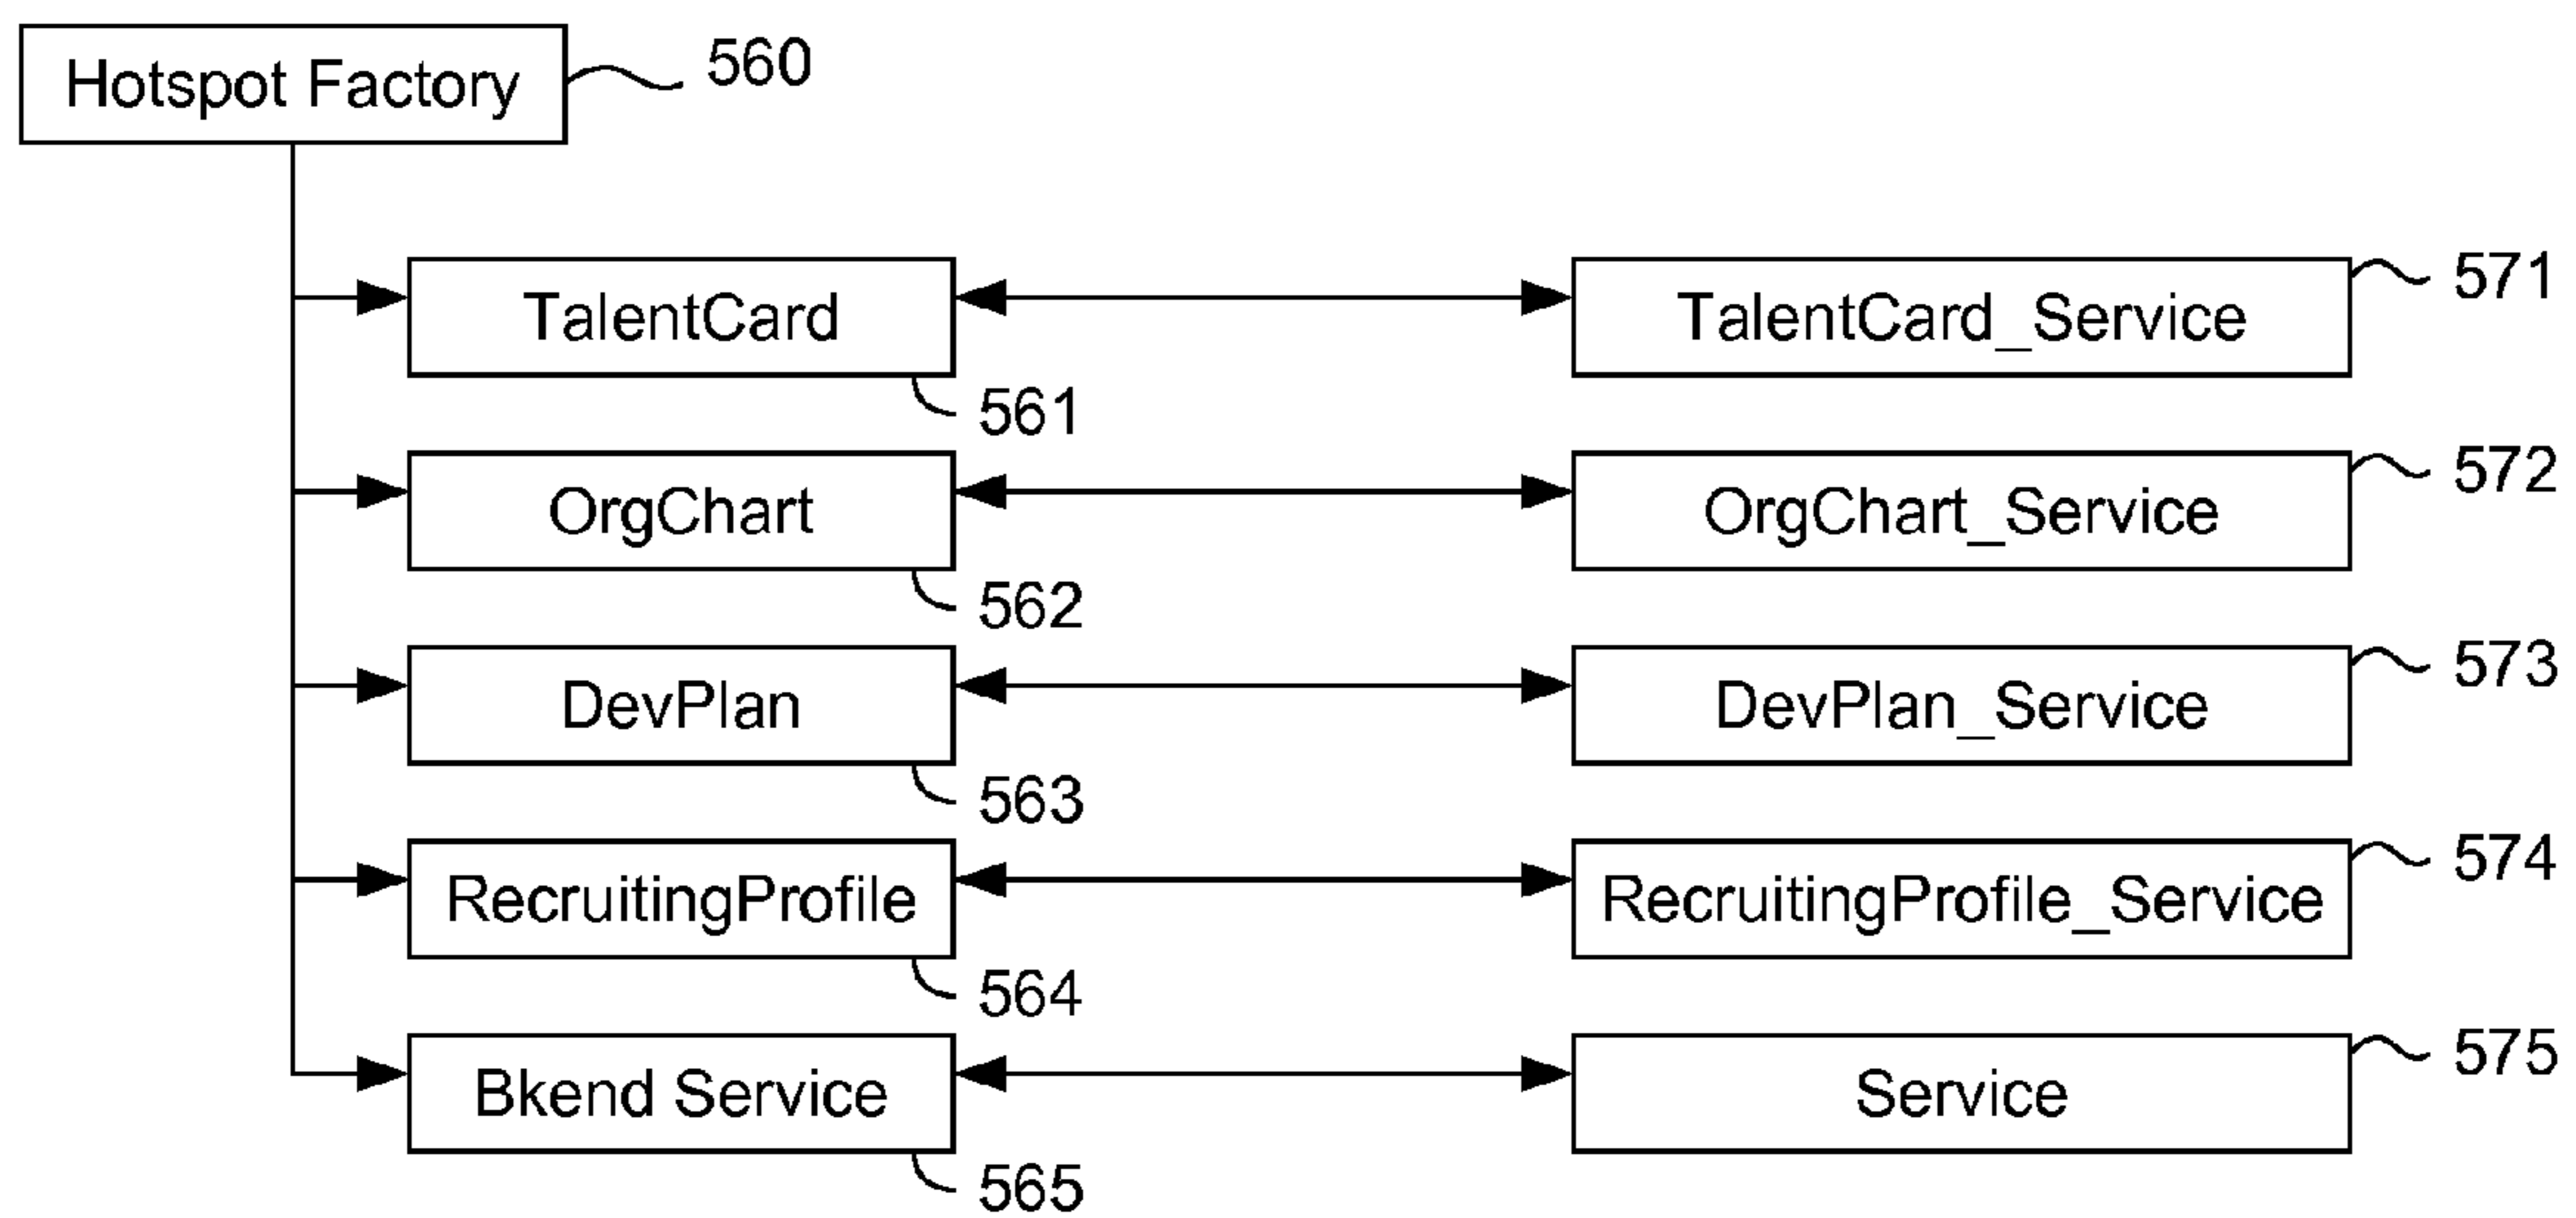 Hotspot Factory
560
TalentCard
561
TalentCard_Service
571
OrgChart
562
OrgChart_Service
572
DevPlan
563
DevPlan_Service
573
RecruitingProfile
564
RecruitingProfile_Service
574
Bkend Service
565
Service
575